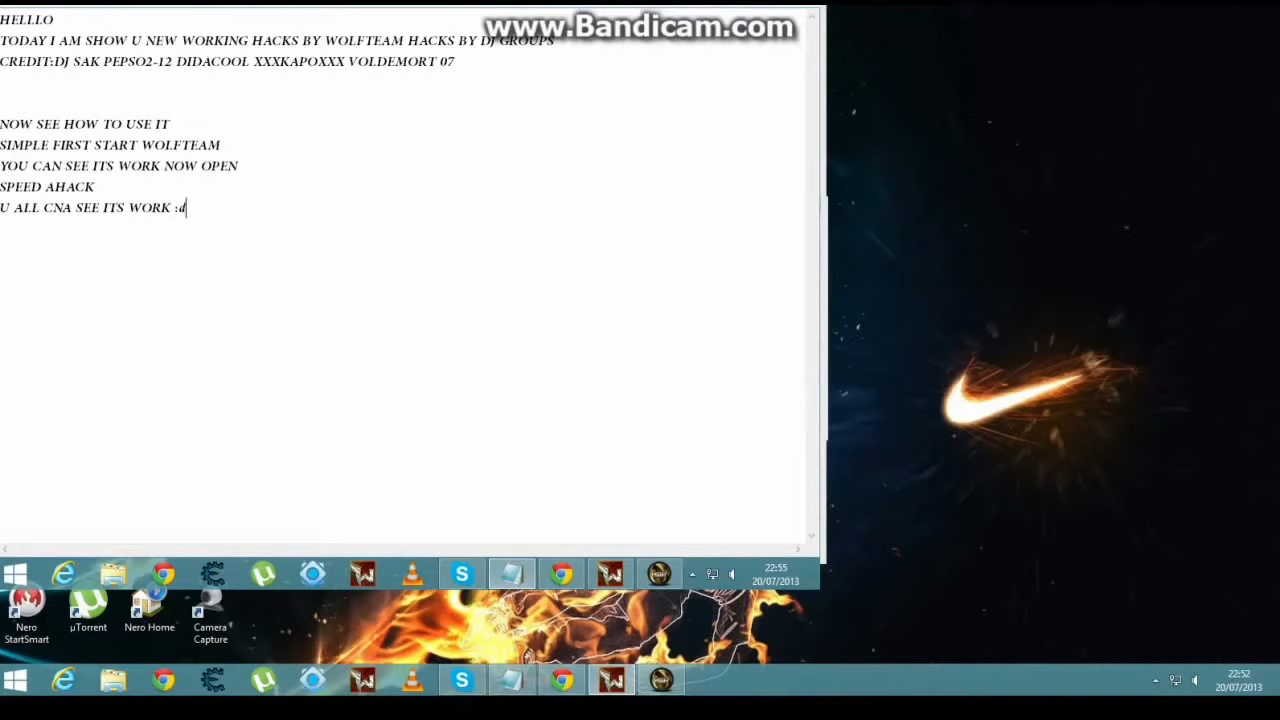 www.Bandicam.com
HELLLO
TODAY I AM SHOW U NEW WORKING HACKS BY WOLFTEAM HACKS BY DJ GROUPS
CREDIT:DJ SAK PEPSO2-12 DIDACOOL XXXKAPOXXX VOLDEMORT 07
NOW SEE HOW TO USE IT
SIMPLE FIRST START WOLFTEAM
YOU CAN SEE ITS WORK NOW OPEN
SPEED AHACK
U ALL CNA SEE ITS WORK :d
22:55
20/07/2013
Nero StartSmart
µTorrent
Nero Home
Camera Capture
22:52
20/07/2013